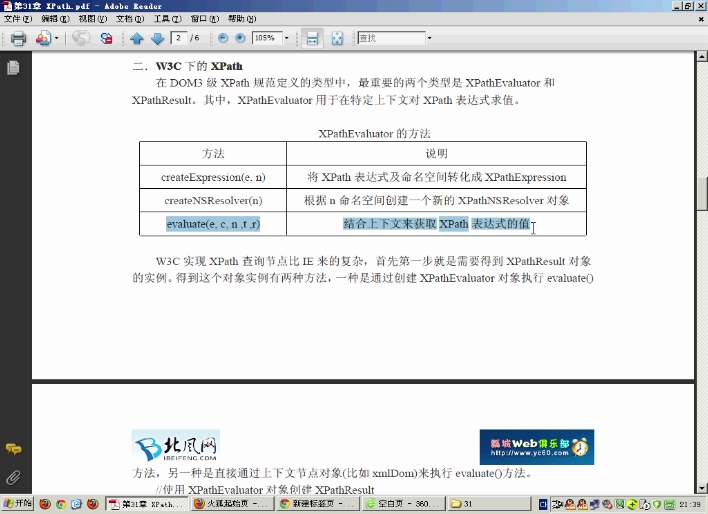 第31章 XPath.pdf - Adobe Reader
文件(F) 编辑(E) 视图(V) 文档(D) 工具(T) 窗口(W) 帮助(H)
2 / 6 105% 查找
二．W3C 下的 XPath
在 DOM3 级 XPath 规范定义的类型中，最重要的两个类型是 XPathEvaluator 和
XPathResult。其中，XPathEvaluator 用于在特定上下文对 XPath 表达式求值。
XPathEvaluator 的方法
方法 说明
createExpression(e, n) 将 XPath 表达式及命名空间转化成 XPathExpression
createNSResolver(n) 根据 n 命名空间创建一个新的 XPathNSResolver 对象
evaluate(e, c, n ,t ,r) 结合上下文来获取 XPath 表达式的值
W3C 实现 XPath 查询节点比 IE 来的复杂，首先第一步就是需要得到 XPathResult 对象
的实例。得到这个对象实例有两种方法，一种是通过创建 XPathEvaluator 对象执行 evaluate()
北风网
IBEIFENG.COM
瓢城Web俱乐部
http://www.yc60.com
方法，另一种是直接通过上下文节点对象(比如 xmlDom)来执行 evaluate()方法。
//使用 XPathEvaluator 对象创建 XPathResult
开始 第31章 XPath... 火狐起始页 - ... 新建标签页 - ... 空白页 - 360... 31 21:39